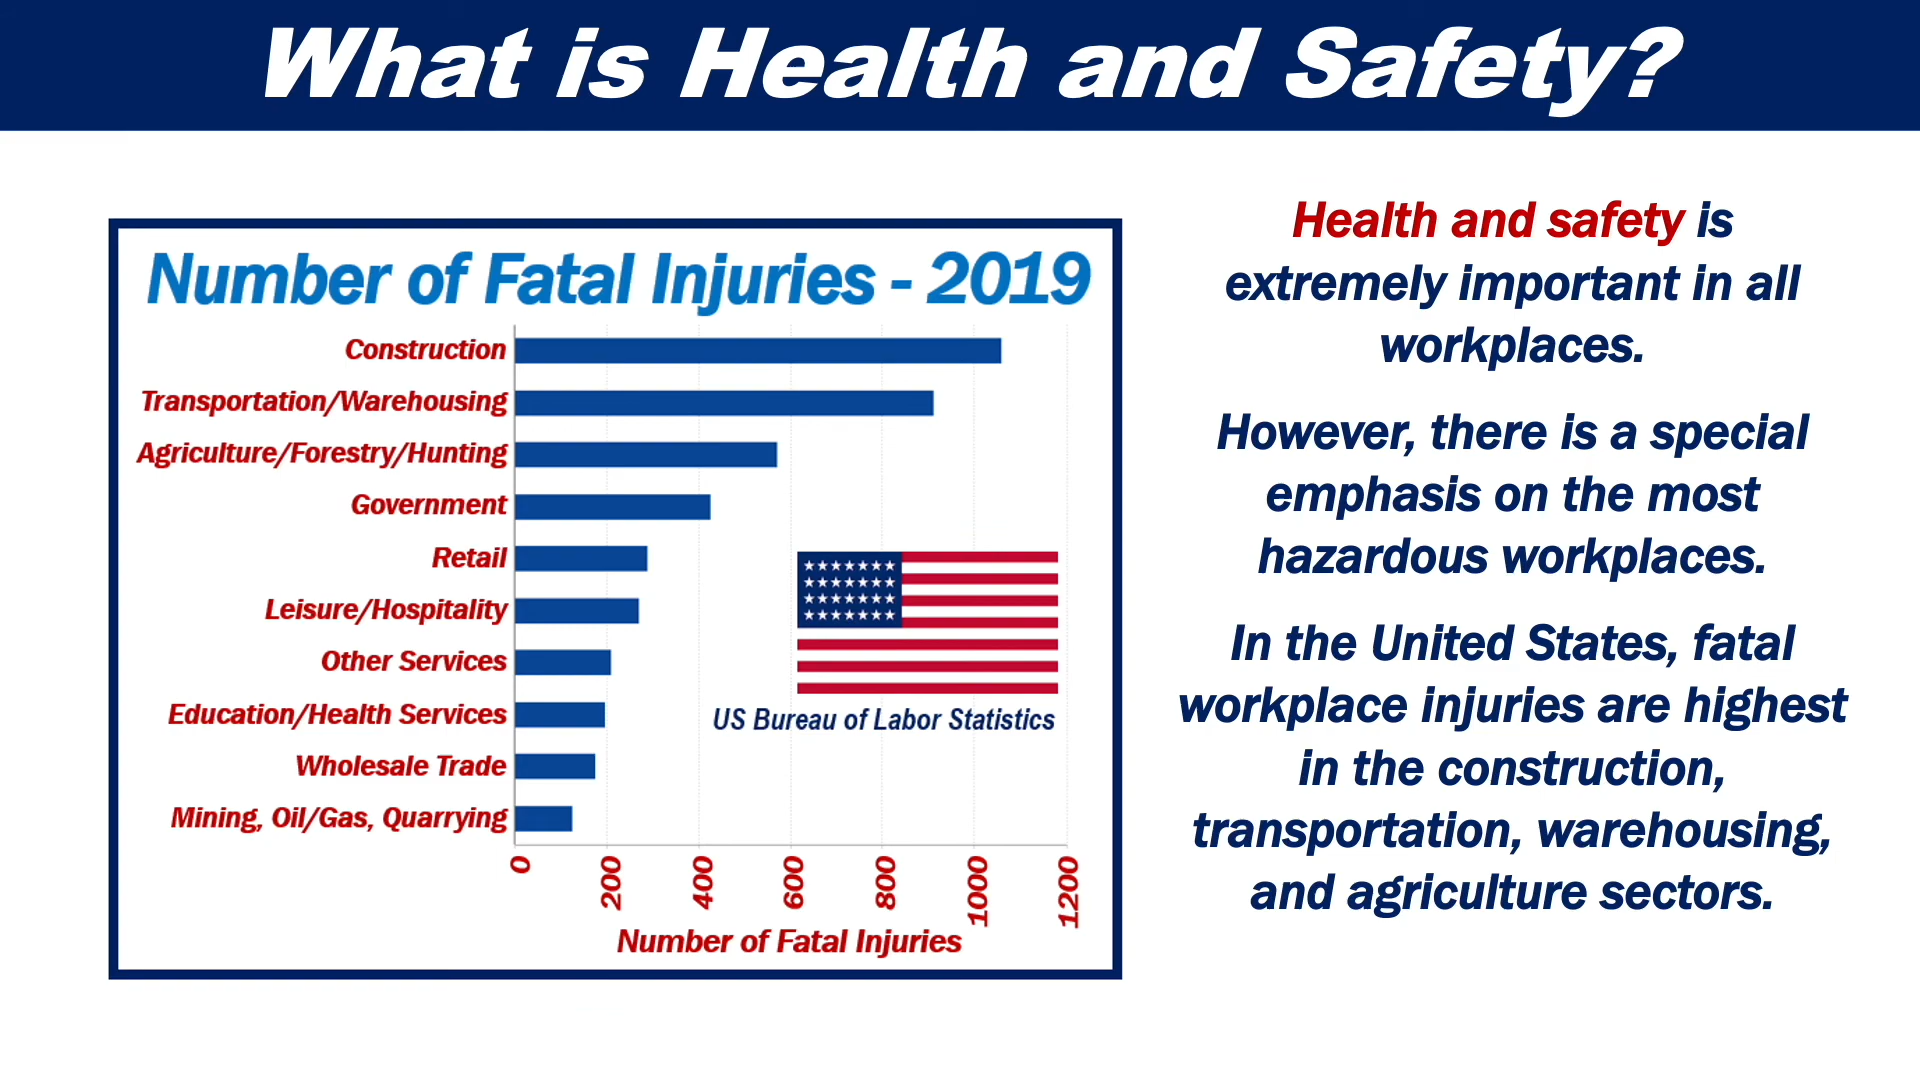 What is Health and Safety?
Number of Fatal Injuries - 2019
Construction
Transportation/Warehousing
Agriculture/Forestry/Hunting
Government
Retail
Leisure/Hospitality
Other Services
Education/Health Services
Wholesale Trade
Mining, Oil/Gas, Quarrying
0 200 400 600 800 1000 1200
Number of Fatal Injuries
US Bureau of Labor Statistics
Health and safety is
extremely important in all
workplaces.
However, there is a special
emphasis on the most
hazardous workplaces.
In the United States, fatal
workplace injuries are highest
in the construction,
transportation, warehousing,
and agriculture sectors.